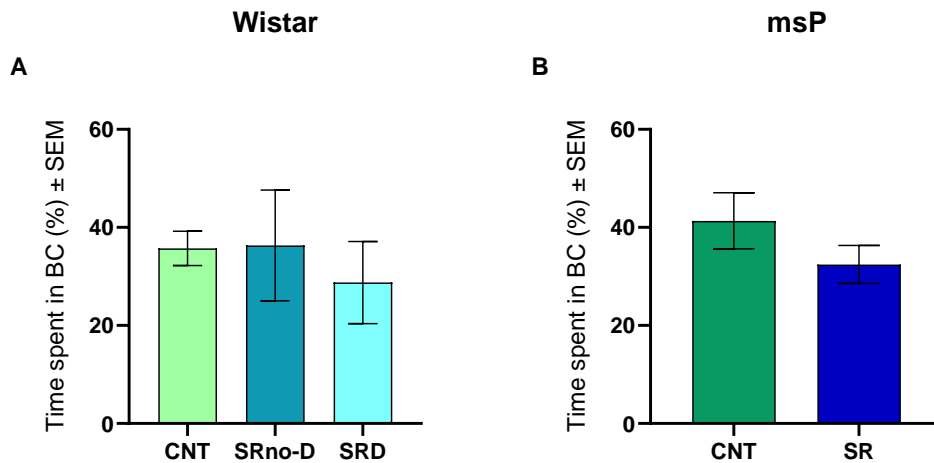 Wistar
msP
A
B
Time spent in BC (%) ± SEM
60
40
20
0
CNT SRno-D SRD
Time spent in BC (%) ± SEM
60
40
20
0
CNT SR